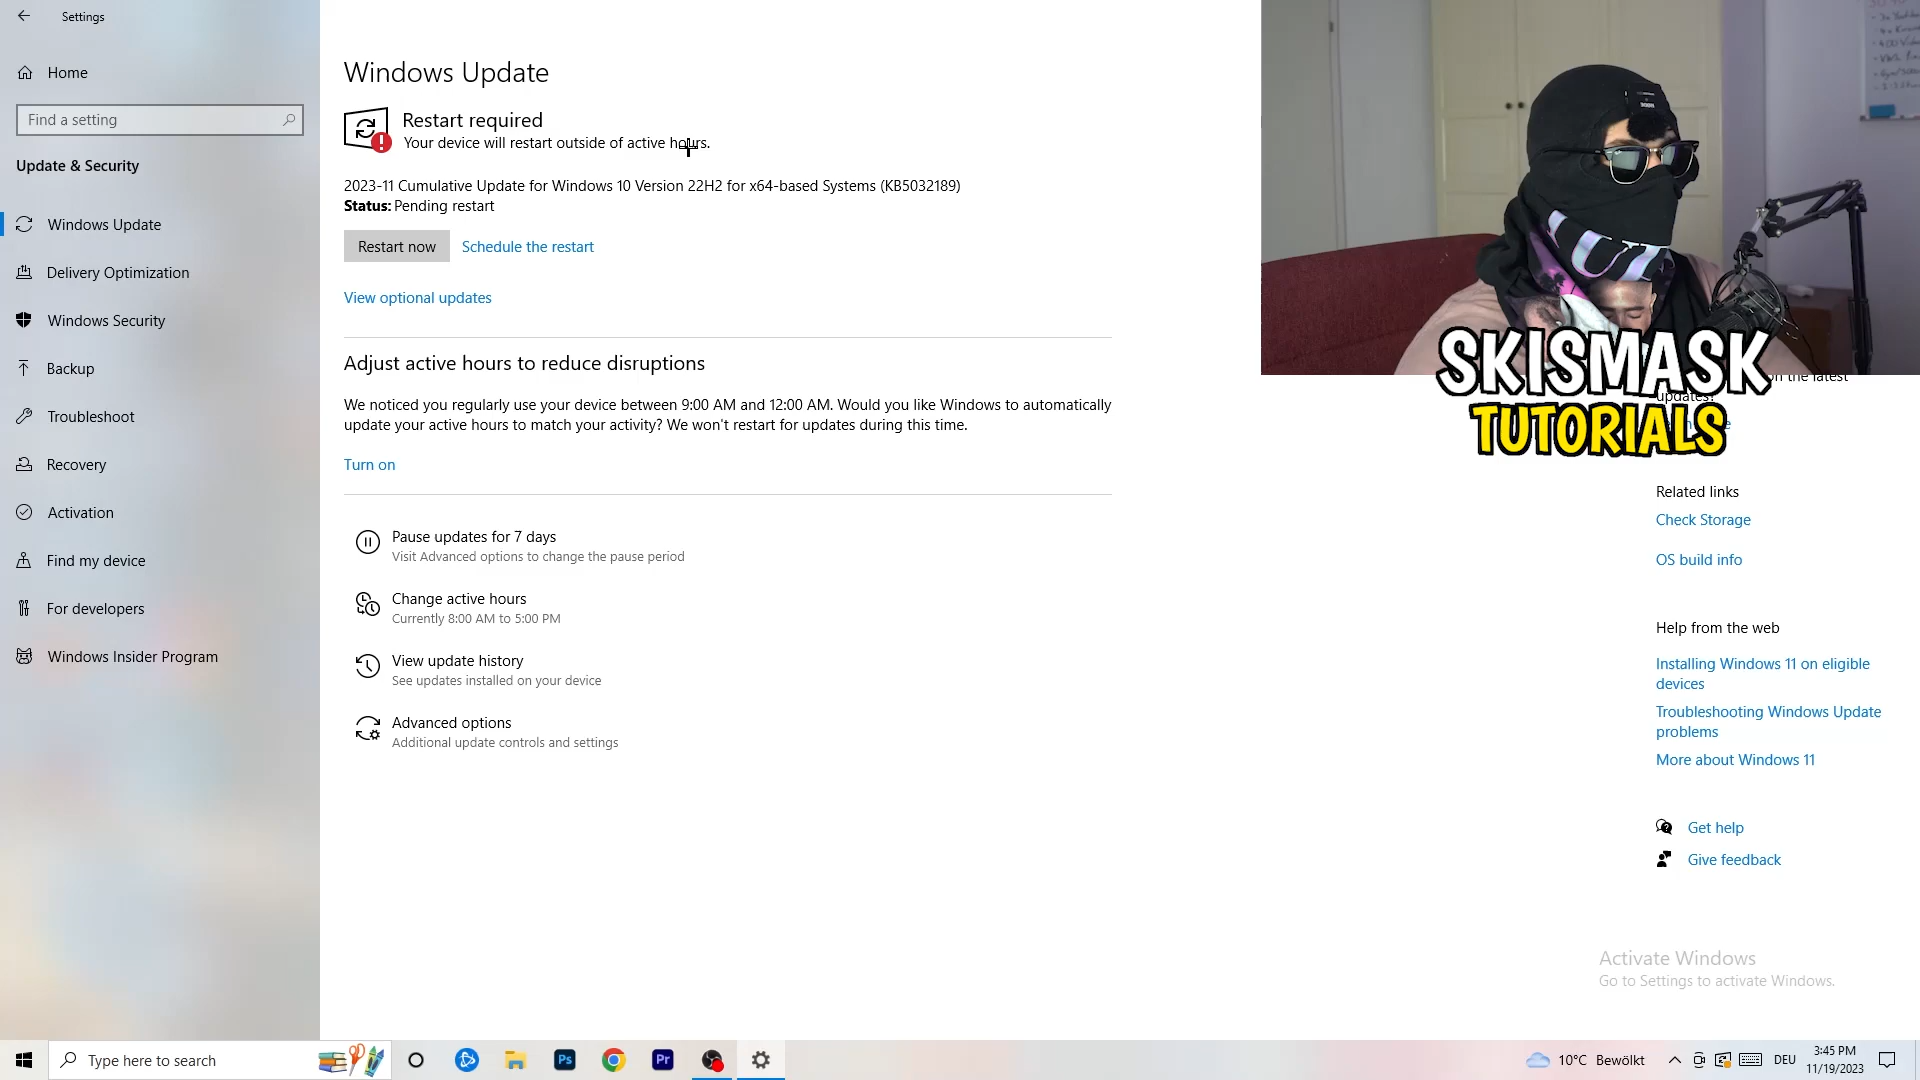 Settings
Home
Find a setting
Update & Security
Windows Update
Delivery Optimization
Windows Security
Backup
Troubleshoot
Recovery
Activation
Find my device
For developers
Windows Insider Program
Windows Update
Restart required
Your device will restart outside of active hours.
2023-11 Cumulative Update for Windows 10 Version 22H2 for x64-based Systems (KB5032189)
Status: Pending restart
Restart now
Schedule the restart
View optional updates
Adjust active hours to reduce disruptions
We noticed you regularly use your device between 9:00 AM and 12:00 AM. Would you like Windows to automatically
update your active hours to match your activity? We won't restart for updates during this time.
Turn on
Pause updates for 7 days
Visit Advanced options to change the pause period
Change active hours
Currently 8:00 AM to 5:00 PM
View update history
See updates installed on your device
Advanced options
Additional update controls and settings
SKISMASK
TUTORIALS
on the latest
updates?
Related links
Check Storage
OS build info
Help from the web
Installing Windows 11 on eligible
devices
Troubleshooting Windows Update
problems
More about Windows 11
Get help
Give feedback
Activate Windows
Go to Settings to activate Windows.
Type here to search
Ps
Pr
10°C Bewölkt
DEU
3:45 PM
11/19/2023